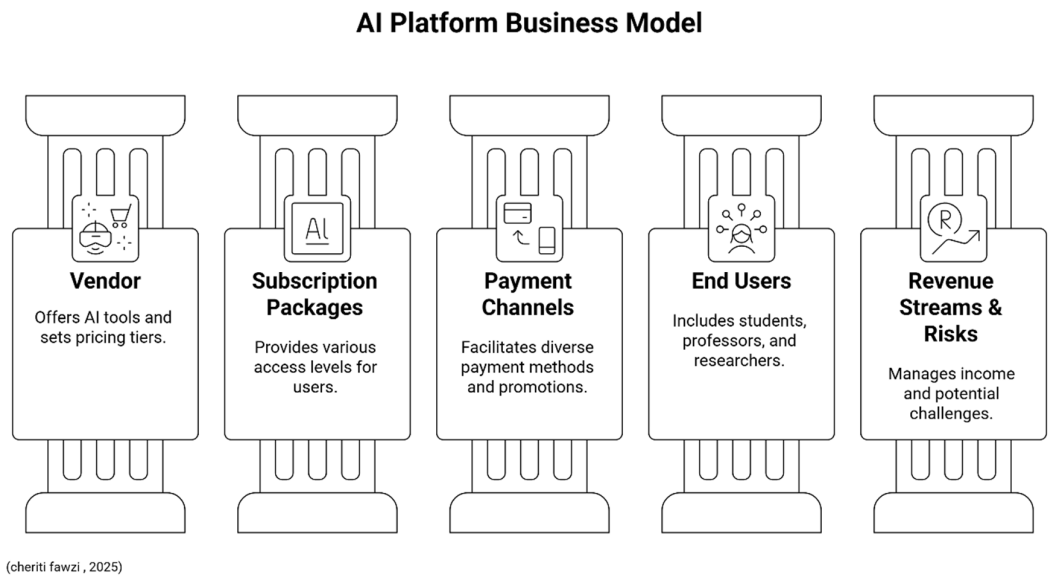 AI Platform Business Model
AI
R
Vendor
Offers AI tools and
sets pricing tiers.
Subscription
Packages
Provides various
access levels for
users.
Payment
Channels
Facilitates diverse
payment methods
and promotions.
End Users
Includes students,
professors, and
researchers.
Revenue
Streams &
Risks
Manages income
and potential
challenges.
(cheriti fawzi , 2025)